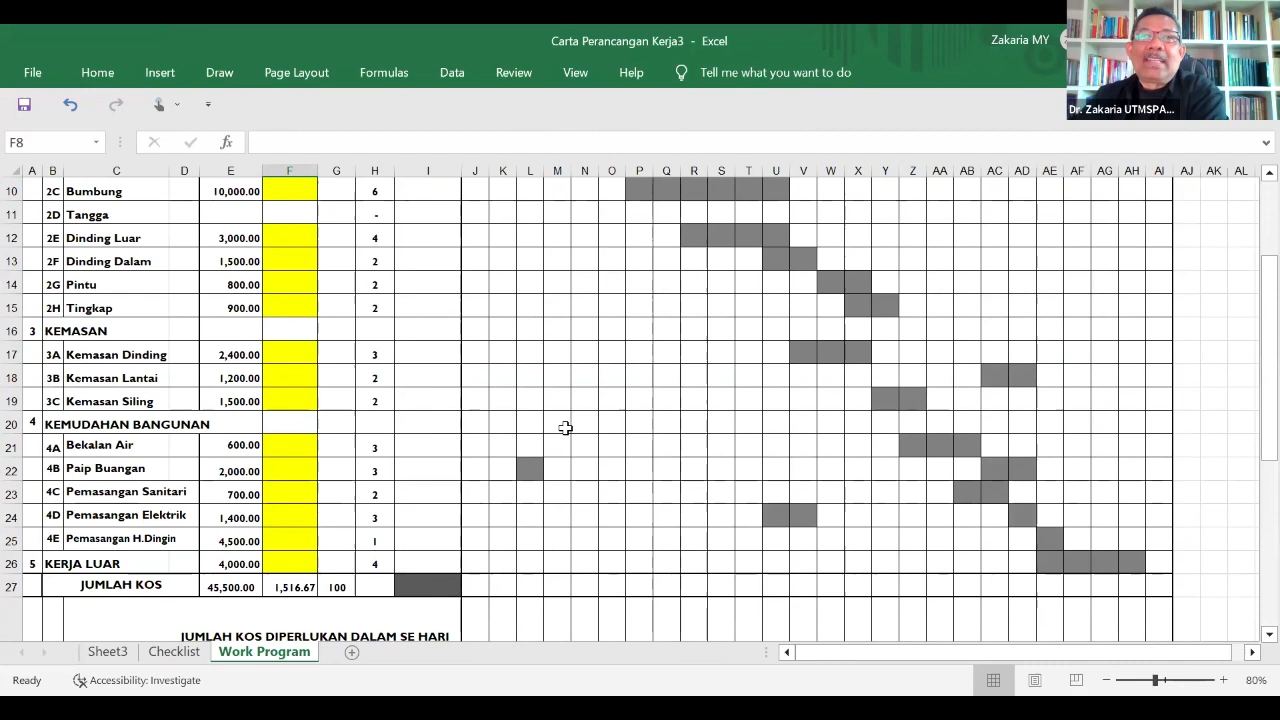 Carta Perancangan Kerja3 - Excel
Zakaria MY
File Home Insert Draw Page Layout Formulas Data Review View Help Tell me what you want to do
Dr. Zakaria UTMSPA...
F8 fx
A B C D E F G H I J K L M N O P Q R S T U V W X Y Z AA AB AC AD AE AF AG AH AI AJ AK AL
10 2C Bumbung 10,000.00 6
11 2D Tangga -
12 2E Dinding Luar 3,000.00 4
13 2F Dinding Dalam 1,500.00 2
14 2G Pintu 800.00 2
15 2H Tingkap 900.00 2
16 3 KEMASAN
17 3A Kemasan Dinding 2,400.00 3
18 3B Kemasan Lantai 1,200.00 2
19 3C Kemasan Siling 1,500.00 2
20 4 KEMUDAHAN BANGUNAN
21 4A Bekalan Air 600.00 3
22 4B Paip Buangan 2,000.00 3
23 4C Pemasangan Sanitari 700.00 2
24 4D Pemasangan Elektrik 1,400.00 3
25 4E Pemasangan H.Dingin 4,500.00 1
26 5 KERJA LUAR 4,000.00 4
27 JUMLAH KOS 45,500.00 1,516.67 100
JUMLAH KOS DIPERLUKAN DALAM SE HARI
Sheet3 Checklist Work Program
Ready Accessibility: Investigate 80%